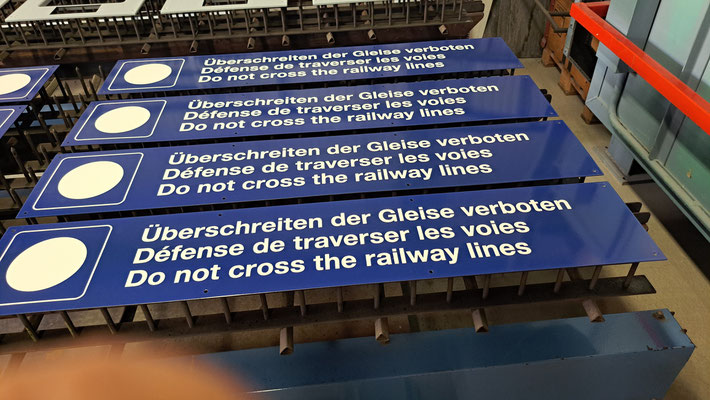 Überschreiten der Gleise verboten
Défense de traverser les voies
Do not cross the railway lines
Überschreiten der Gleise verboten
Défense de traverser les voies
Do not cross the railway lines
Überschreiten der Gleise verboten
Défense de traverser les voies
Do not cross the railway lines
Überschreiten der Gleise verboten
Défense de traverser les voies
Do not cross the railway lines